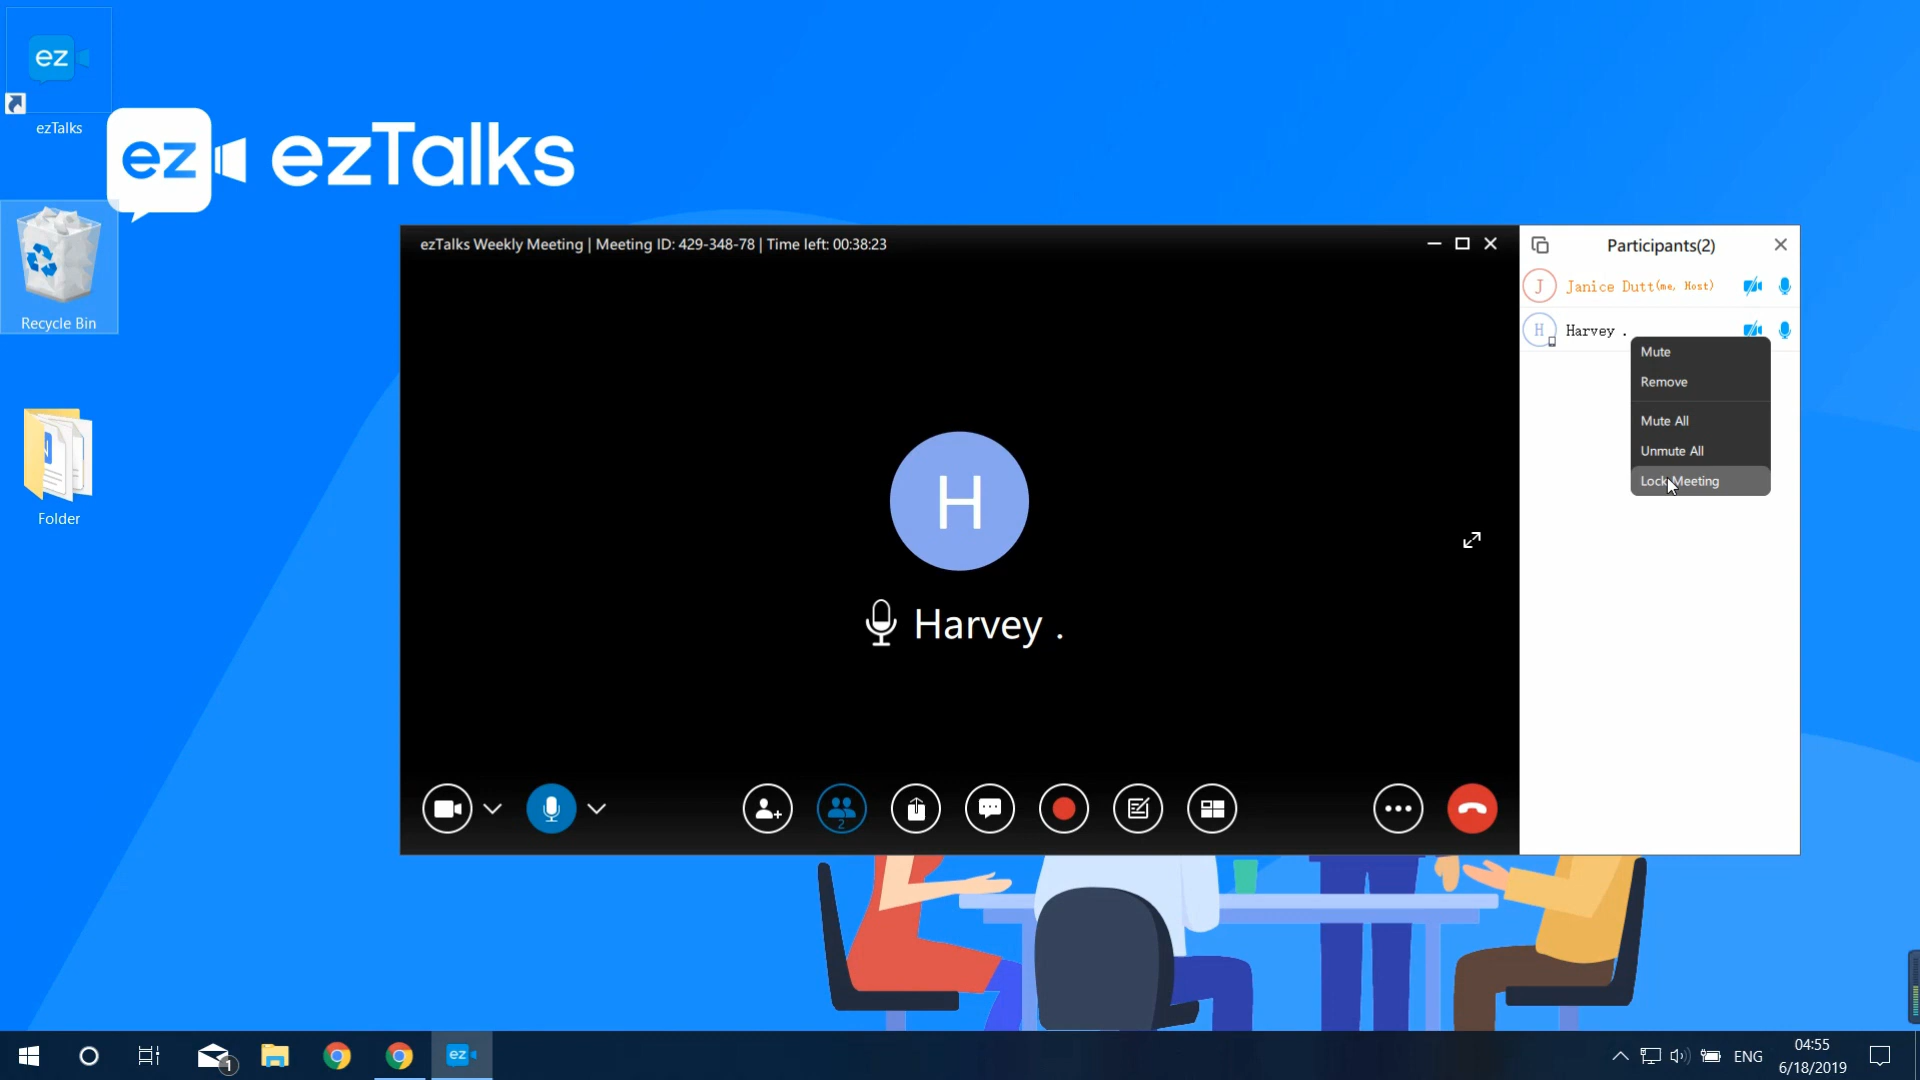 ez
ezTalks
ez ezTalks
Recycle Bin
Folder
ezTalks Weekly Meeting | Meeting ID: 429-348-78 | Time left: 00:38:23
H
Harvey .
2
Participants(2)
J Janice Dutt(me, Host)
H Harvey .
Mute
Remove
Mute All
Unmute All
Lock Meeting
1
ez
ENG
04:55
6/18/2019